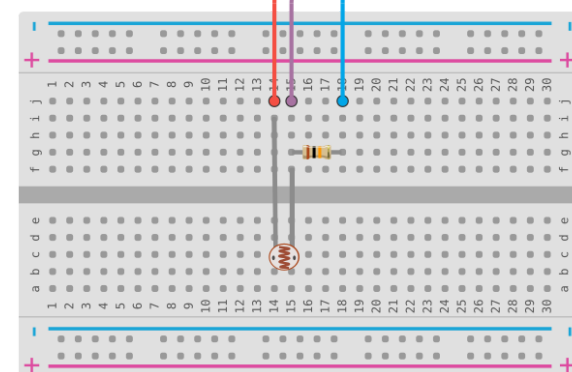 - -
+ +
1 2 3 4 5 6 7 8 9 10 11 12 13 16 17 19 20 21 22 23 24 25 26 27 28 29 30
j j
i i
h h
g g
f f
e e
d d
c c
b b
a a
1 2 3 4 5 6 7 8 9 10 11 12 13 14 15 16 17 18 19 20 21 22 23 24 25 26 27 28 29 30
- -
+ +